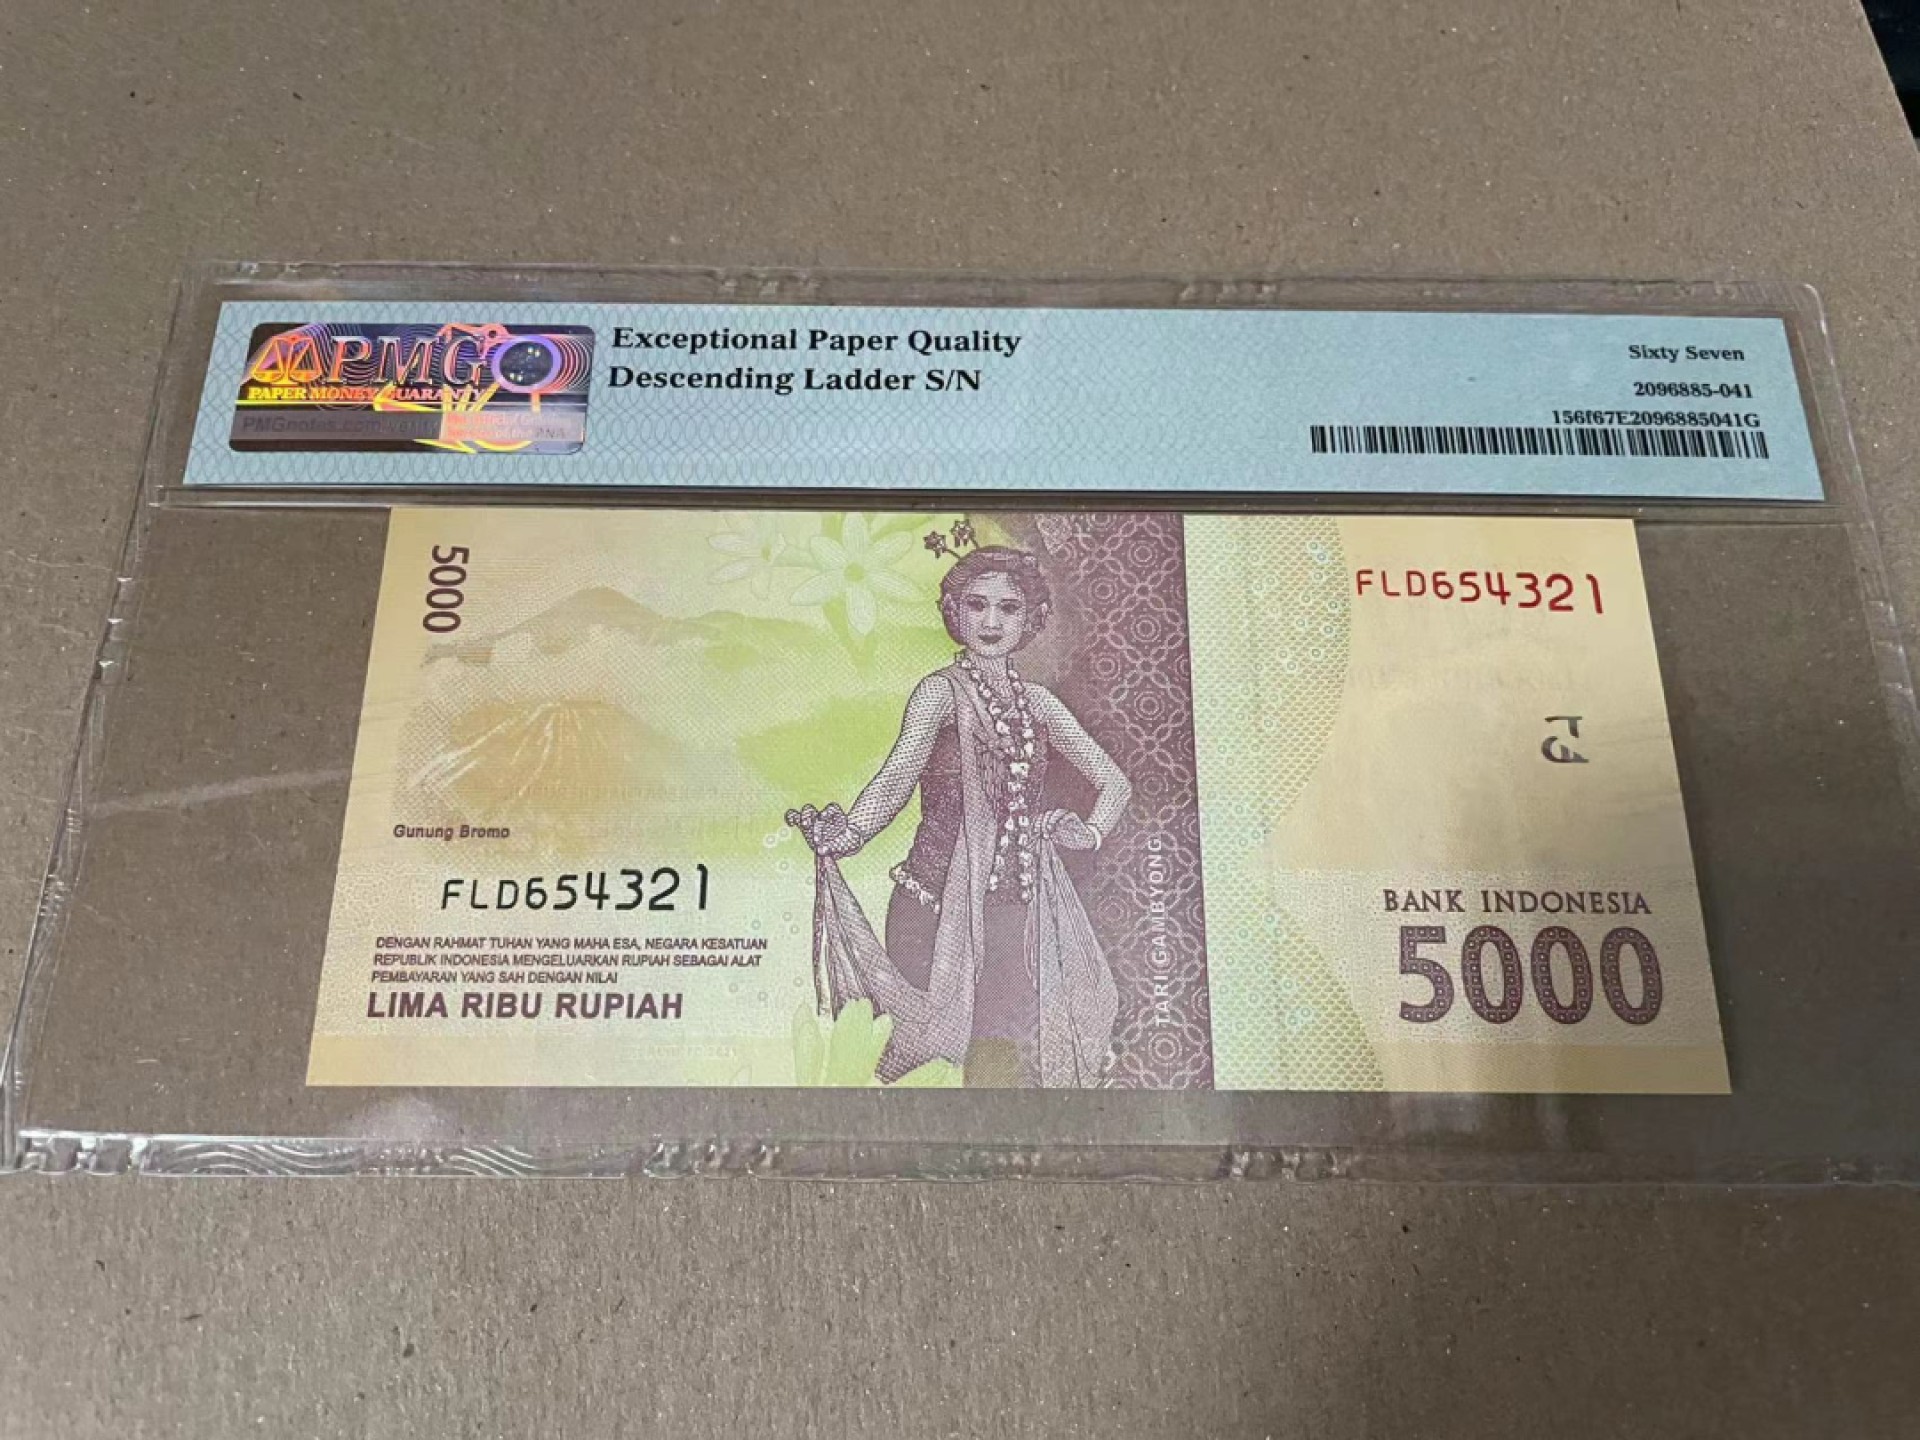 PMG
PAPER MONEY GUARANTY
Exceptional Paper Quality
Descending Ladder S/N
Sixty Seven
2096885-041
156f67E2096885041G
5000
FLD654321
Gunung Bromo
FLD654321
DENGAN RAHMAT TUHAN YANG MAHA ESA, NEGARA KESATUAN
REPUBLIK INDONESIA MENGELUARKAN RUPIAH SEBAGAI ALAT
PEMBAYARAN YANG SAH DENGAN NILAI
LIMA RIBU RUPIAH
TARI GAMBYONG
BANK INDONESIA
5000